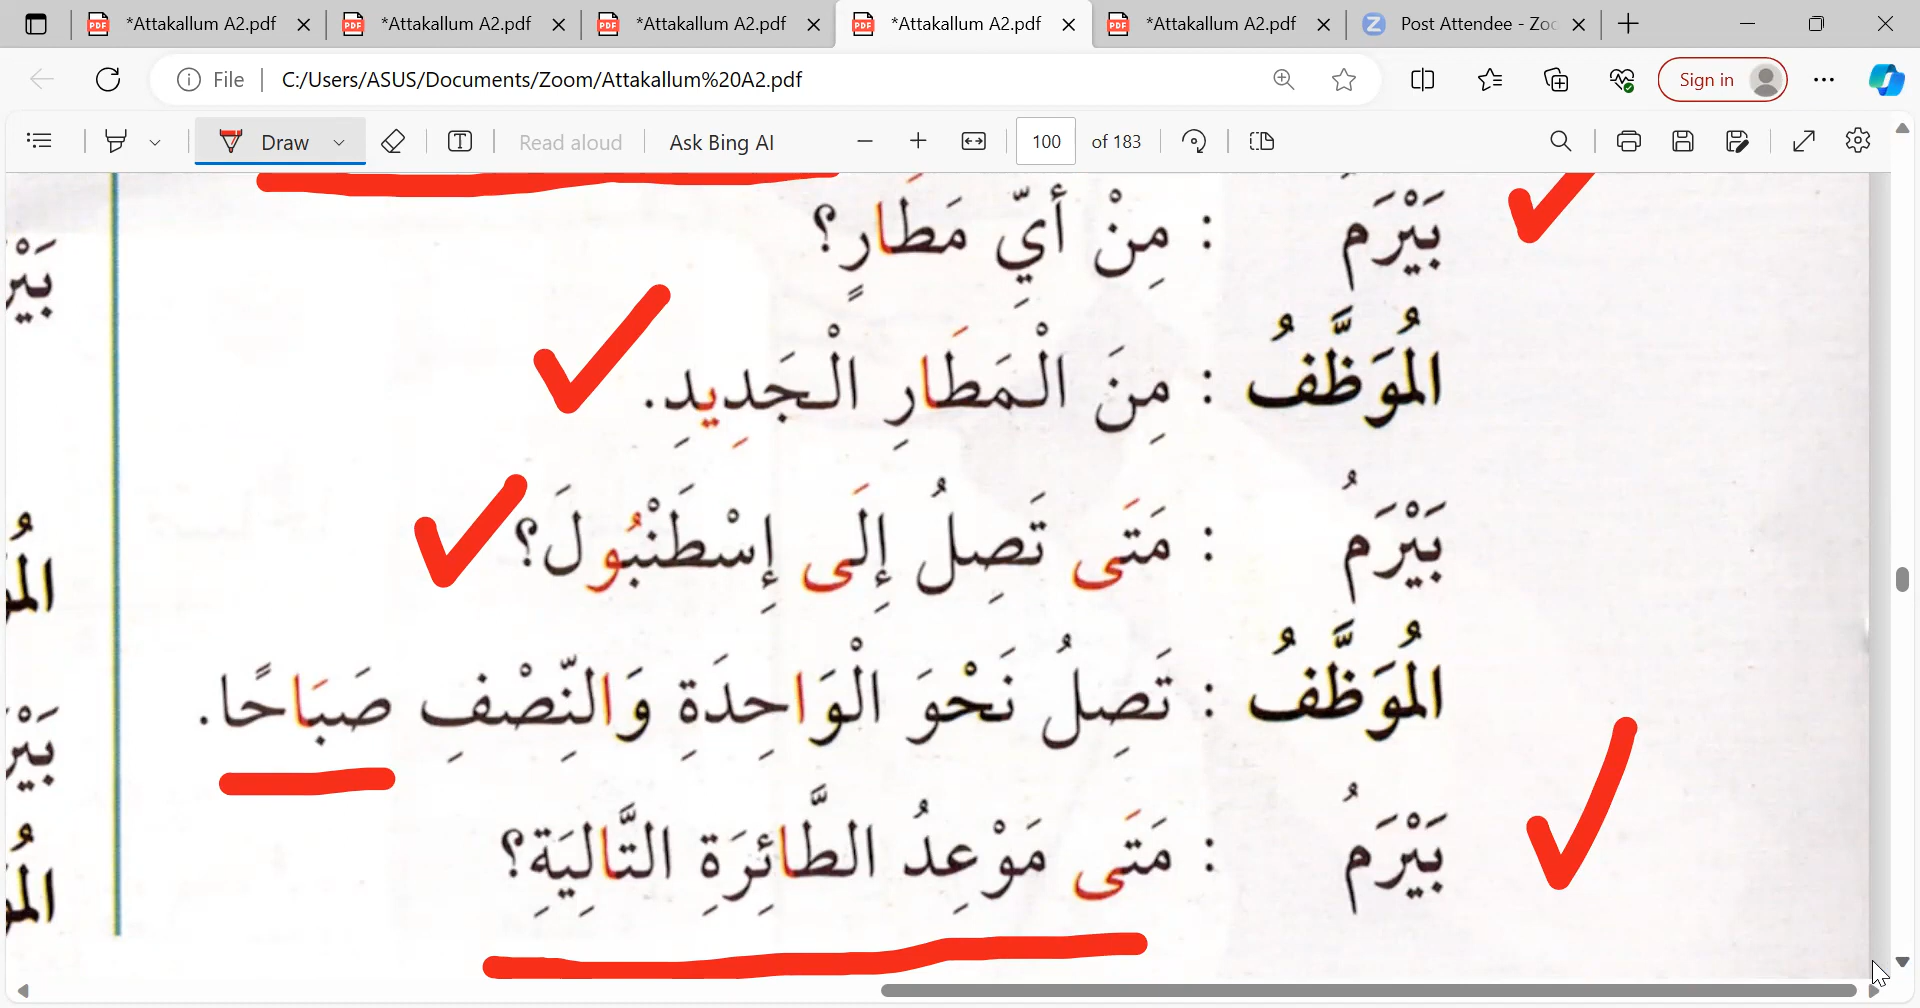 *Attakallum A2.pdf *Attakallum A2.pdf *Attakallum A2.pdf *Attakallum A2.pdf *Attakallum A2.pdf Post Attendee - Zoo
File C:/Users/ASUS/Documents/Zoom/Attakallum%20A2.pdf Sign in
Draw Read aloud Ask Bing AI 100 of 183
بَيْرَم : مِنْ أَيِّ مَطَارٍ؟
الْمُوَظَّفُ : مِنَ الْمَطَارِ الْجَدِيدِ.
بَيْرَمُ : مَتَى تَصِلُ إِلَى إِسْطَنْبُولَ؟
الْمُوَظَّفُ : تَصِلُ نَحْوَ الْوَاحِدَةِ وَالنِّصْفِ صَبَاحًا.
بَيْرَمُ : مَتَى مَوْعِدُ الطَّائِرَةِ التَّالِيَةِ؟